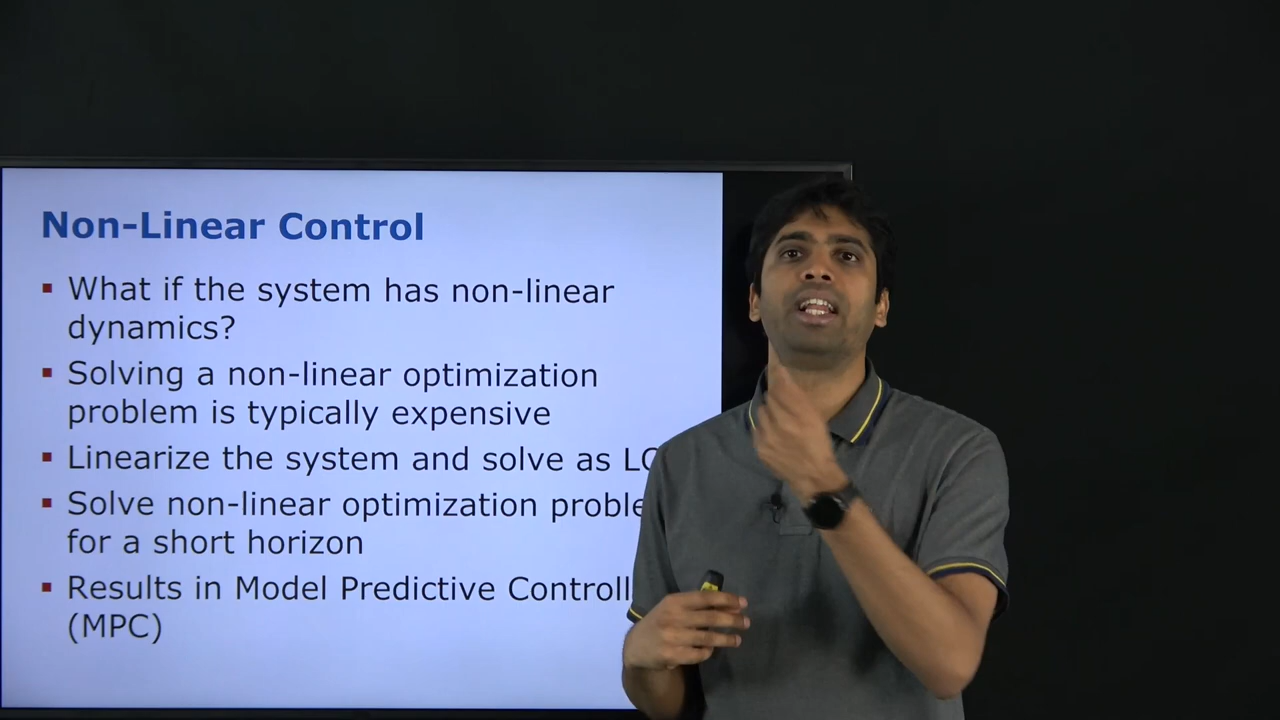 Non-Linear Control
▪ What if the system has non-linear
dynamics?
▪ Solving a non-linear optimization
problem is typically expensive
▪ Linearize the system and solve as
▪ Solve non-linear optimization
for a short horizon
▪ Results in Model Predictive
(MPC)